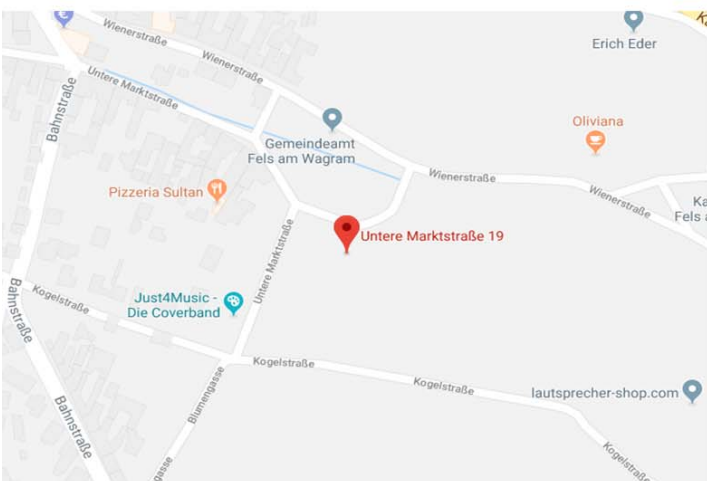 Wienerstraße
Erich Eder
Wienerstraße
Untere Marktstraße
Bahnstraße
Oliviana
Gemeindeamt
Fels am Wagram
Wienerstraße
Pizzeria Sultan
Wienerstraße
Fels
Untere Marktstraße 19
Untere Marktstraße
Bahnstraße
Kogelstraße
Just4Music -
Die Coverband
Kogelstraße
Kogelstraße
lautsprecher-shop.com
Blumengasse
Bahnstraße
Kogelstraße